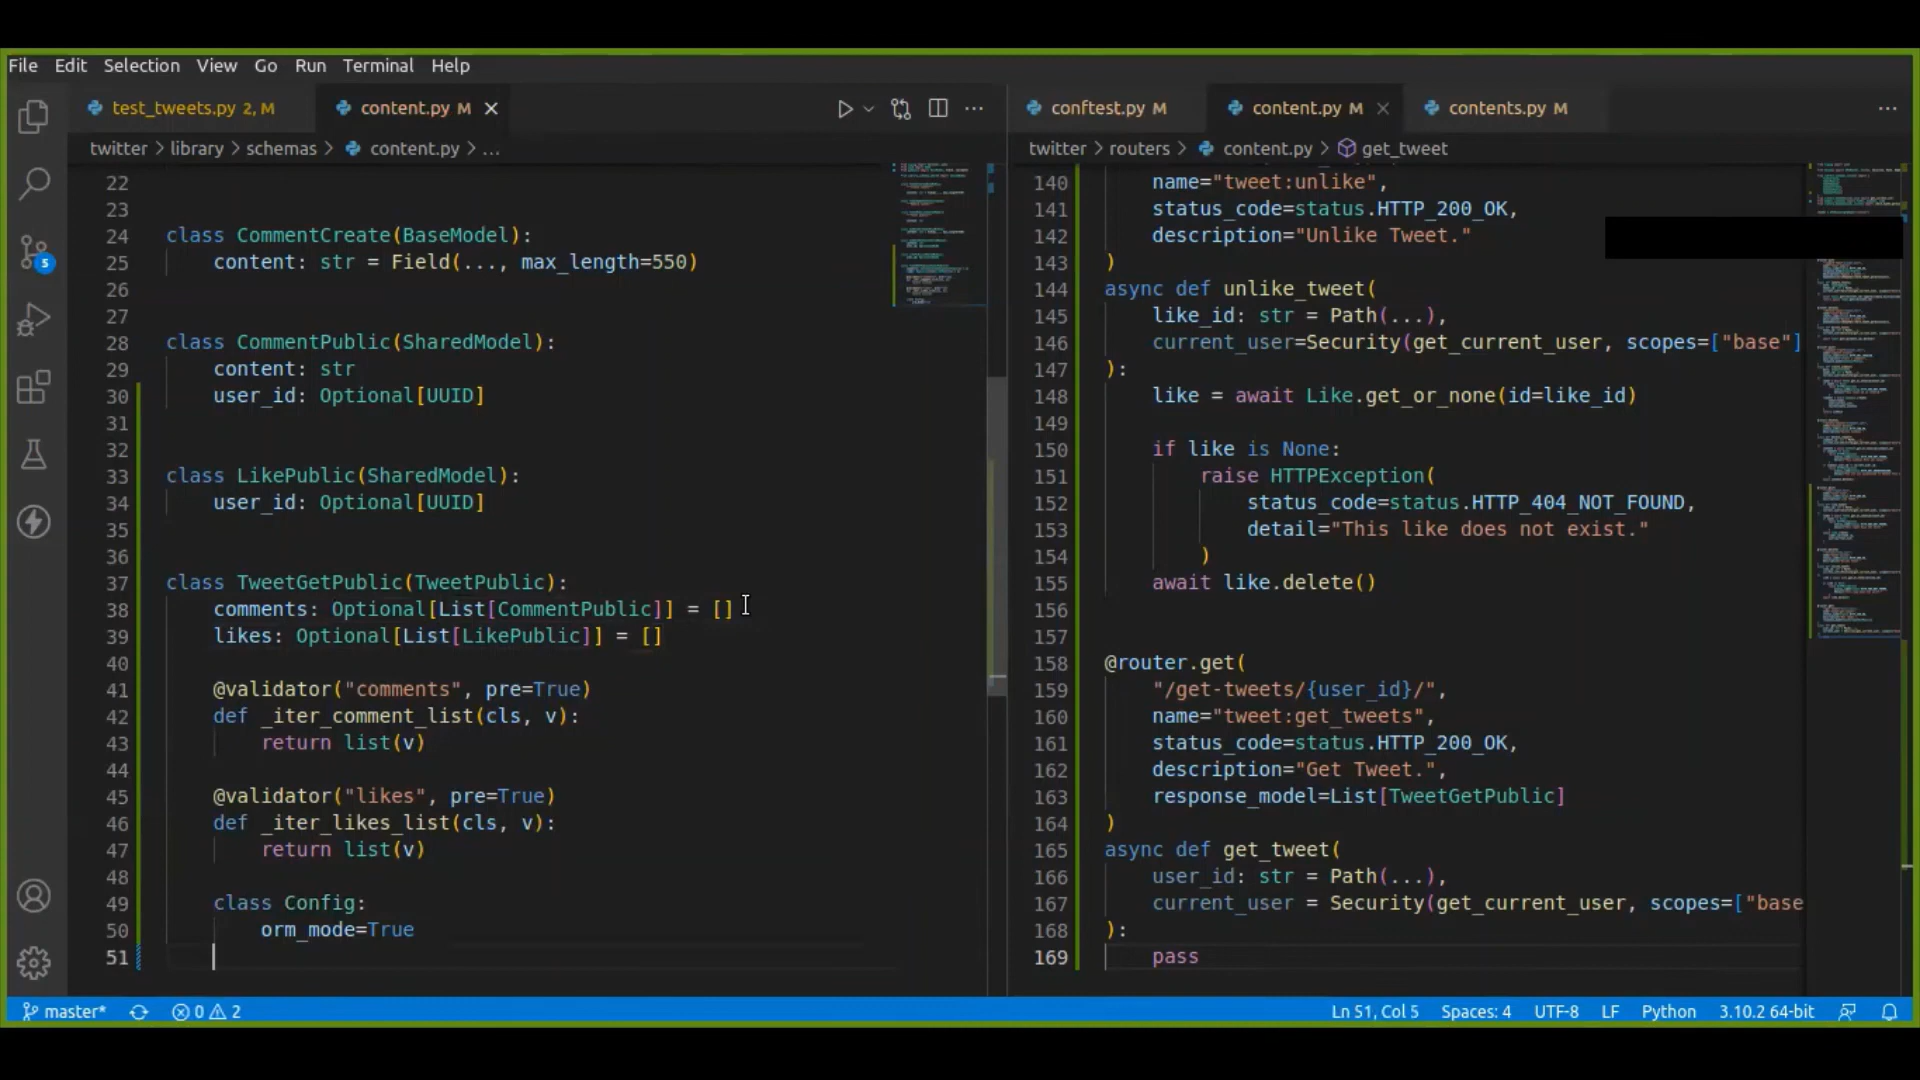 File Edit Selection View Go Run Terminal Help
test_tweets.py 2, M
content.py M
twitter > library > schemas > content.py > ...
22
23
24 class CommentCreate(BaseModel):
25     content: str = Field(..., max_length=550)
26
27
28 class CommentPublic(SharedModel):
29     content: str
30     user_id: Optional[UUID]
31
32
33 class LikePublic(SharedModel):
34     user_id: Optional[UUID]
35
36
37 class TweetGetPublic(TweetPublic):
38     comments: Optional[List[CommentPublic]] = []
39     likes: Optional[List[LikePublic]] = []
40
41     @validator("comments", pre=True)
42     def _iter_comment_list(cls, v):
43         return list(v)
44
45     @validator("likes", pre=True)
46     def _iter_likes_list(cls, v):
47         return list(v)
48
49     class Config:
50         orm_mode=True
51
conftest.py M
content.py M
contents.py M
twitter > routers > content.py > get_tweet
140     name="tweet:unlike",
141     status_code=status.HTTP_200_OK,
142     description="Unlike Tweet."
143 )
144 async def unlike_tweet(
145     like_id: str = Path(...),
146     current_user=Security(get_current_user, scopes=["base"]
147 ):
148     like = await Like.get_or_none(id=like_id)
149
150     if like is None:
151         raise HTTPException(
152             status_code=status.HTTP_404_NOT_FOUND,
153             detail="This like does not exist."
154         )
155     await like.delete()
156
157
158 @router.get(
159     "/get-tweets/{user_id}/",
160     name="tweet:get_tweets",
161     status_code=status.HTTP_200_OK,
162     description="Get Tweet.",
163     response_model=List[TweetGetPublic]
164 )
165 async def get_tweet(
166     user_id: str = Path(...),
167     current_user = Security(get_current_user, scopes=["base
168 ):
169     pass
5
master* 0 2
Ln 51, Col 5 Spaces: 4 UTF-8 LF Python 3.10.2 64-bit